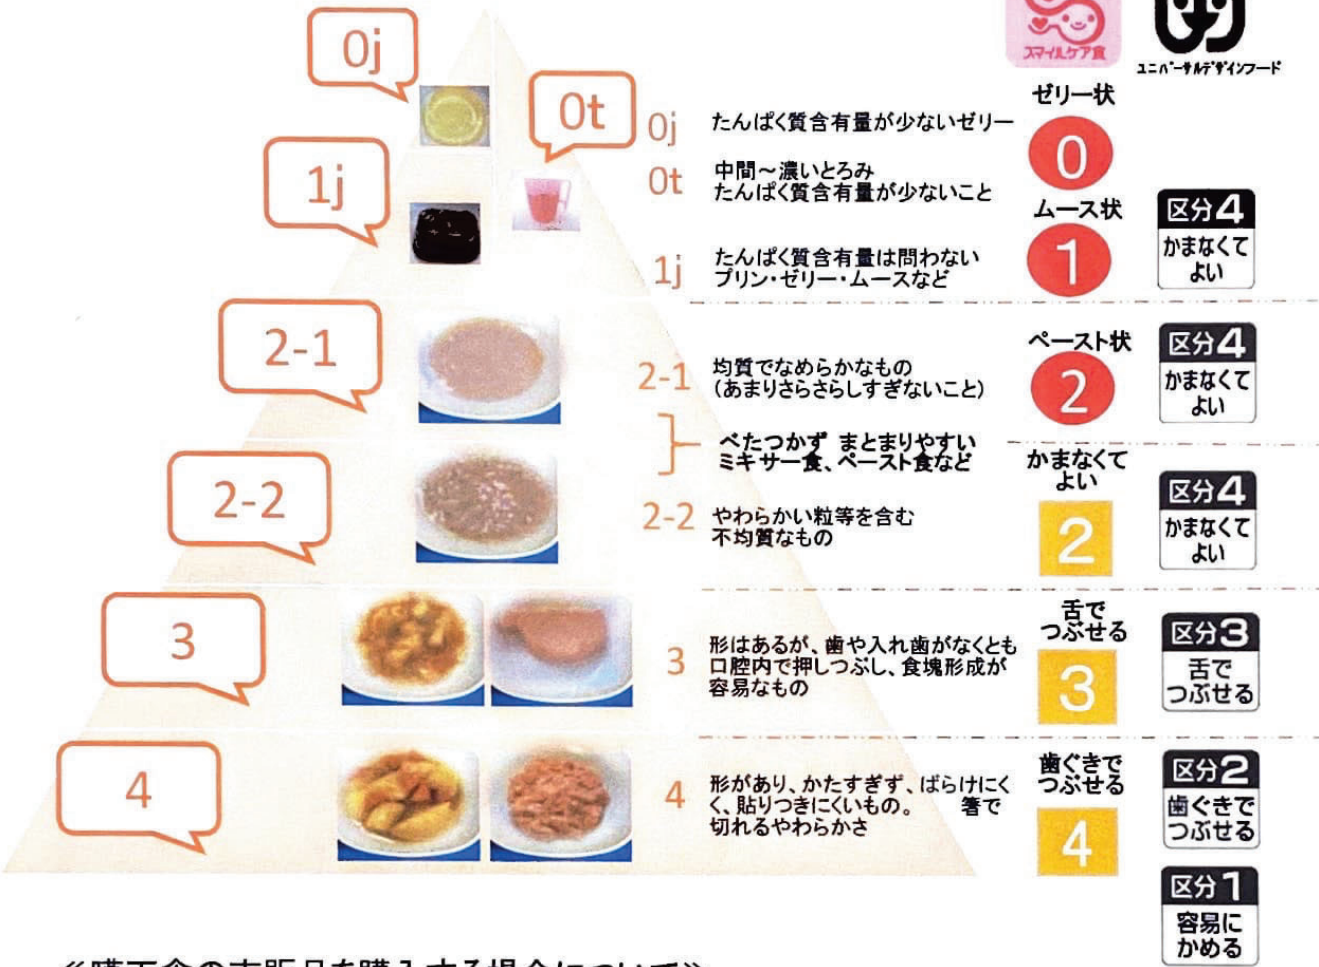 0j
0t
1j
2-1
2-2
3
4
スマイルケア食
ユニバーサルデザインフード
0j たんぱく質含有量が少ないゼリー
0t 中間～濃いとろみ
たんぱく質含有量が少ないこと
1j たんぱく質含有量は問わない
プリン・ゼリー・ムースなど
2-1 均質でなめらかなもの
(あまりさらさらしすぎないこと)
べたつかず まとまりやすい
ミキサー食、ペースト食など
2-2 やわらかい粒等を含む
不均質なもの
3 形はあるが、歯や入れ歯がなくとも
口腔内で押しつぶし、食塊形成が
容易なもの
4 形があり、かたすぎず、ばらけにく
く、貼りつきにくいもの。 箸で
切れるやわらかさ
ゼリー状
0
ムース状
1
ペースト状
2
かまなくて
よい
2
舌で
つぶせる
3
歯ぐきで
つぶせる
4
区分4
かまなくて
よい
区分4
かまなくて
よい
区分4
かまなくて
よい
区分3
舌で
つぶせる
区分2
歯ぐきで
つぶせる
区分1
容易に
かめる